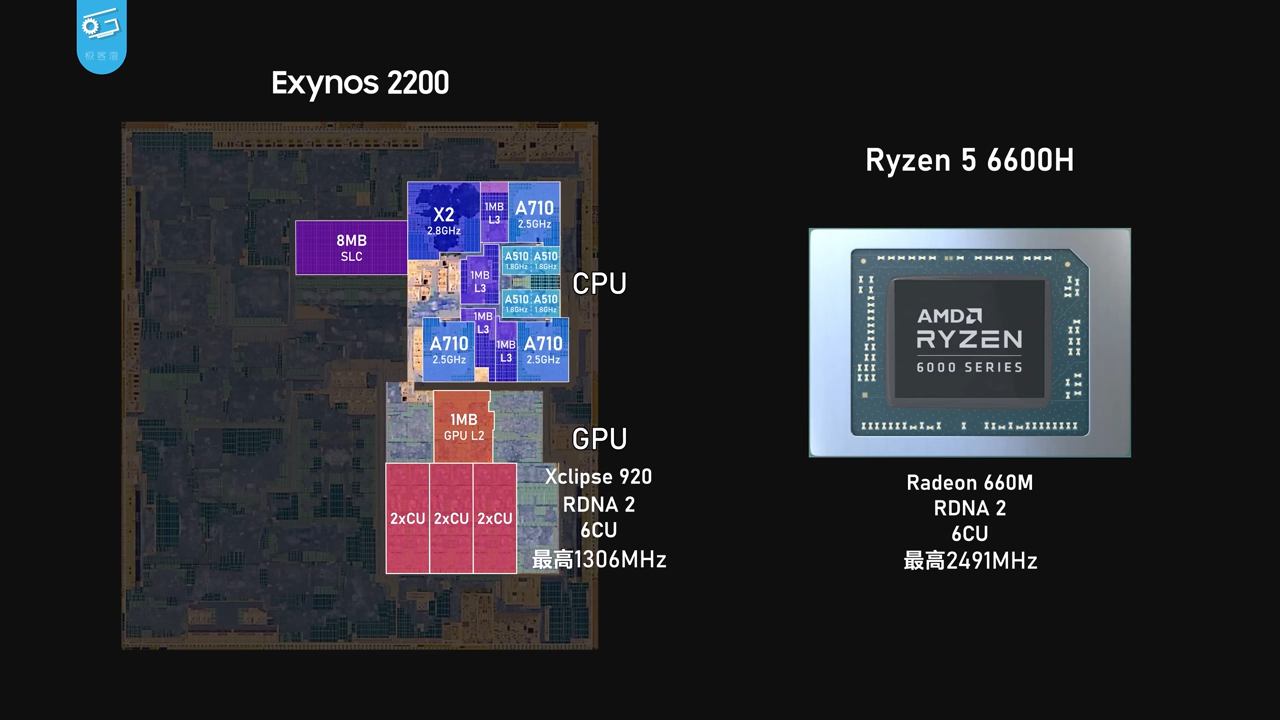 极客湾
Exynos 2200
X2
2.8GHz
1MB
L3
A710
2.5GHz
8MB
SLC
A510
1.8GHz
A510
1.8GHz
1MB
L3
CPU
A510
1.8GHz
A510
1.8GHz
1MB
L3
A710
2.5GHz
1MB
L3
A710
2.5GHz
1MB
GPU L2
GPU
Xclipse 920
RDNA 2
6CU
最高1306MHz
2xCU
2xCU
2xCU
Ryzen 5 6600H
AMD
RYZEN
6000 SERIES
Radeon 660M
RDNA 2
6CU
最高2491MHz